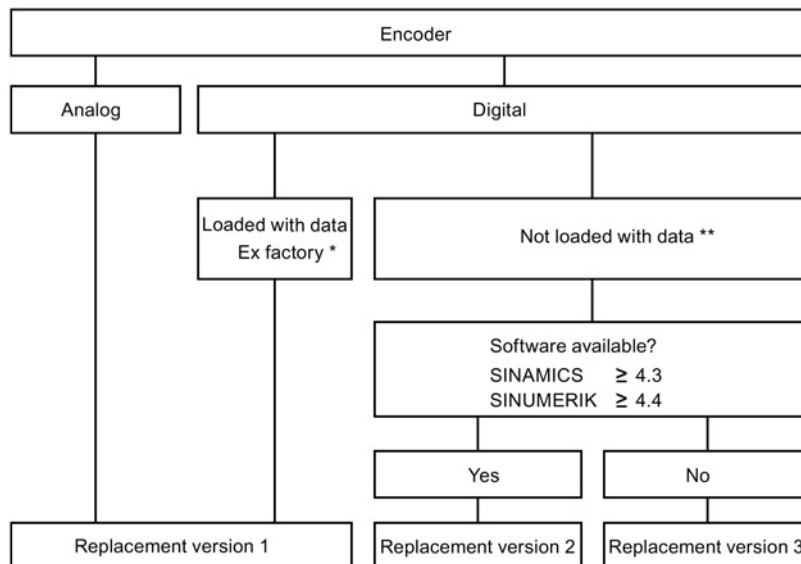 Encoder
Analog
Digital
Loaded with data
Ex factory *
Not loaded with data **
Software available?
SINAMICS ≥ 4.3
SINUMERIK ≥ 4.4
Yes
No
Replacement version 1
Replacement version 2
Replacement version 3